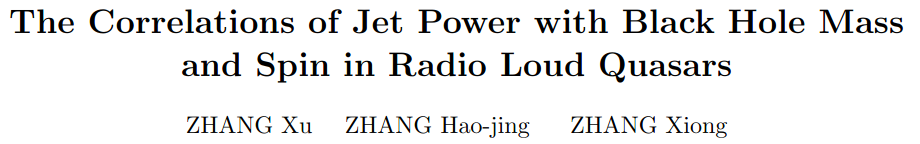 The Correlations of Jet Power with Black Hole Mass
and Spin in Radio Loud Quasars
ZHANG Xu ZHANG Hao-jing ZHANG Xiong